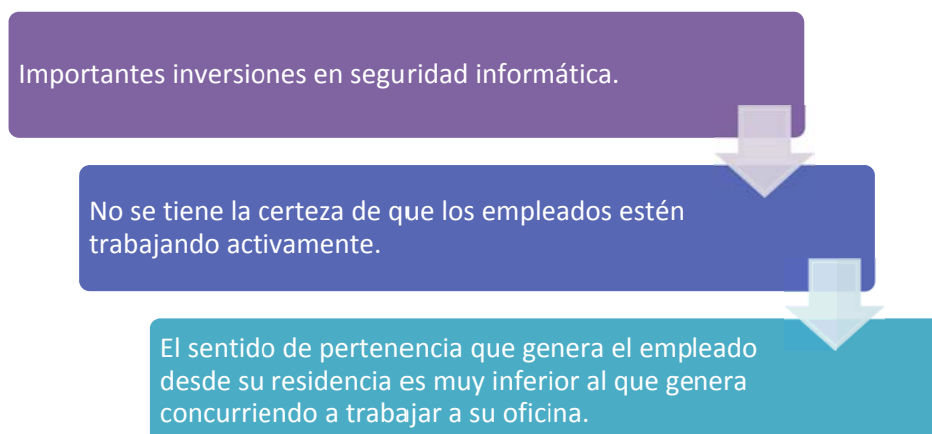 Importantes inversiones en seguridad informática.
No se tiene la certeza de que los empleados estén
trabajando activamente.
El sentido de pertenencia que genera el empleado
desde su residencia es muy inferior al que genera
concurriendo a trabajar a su oficina.